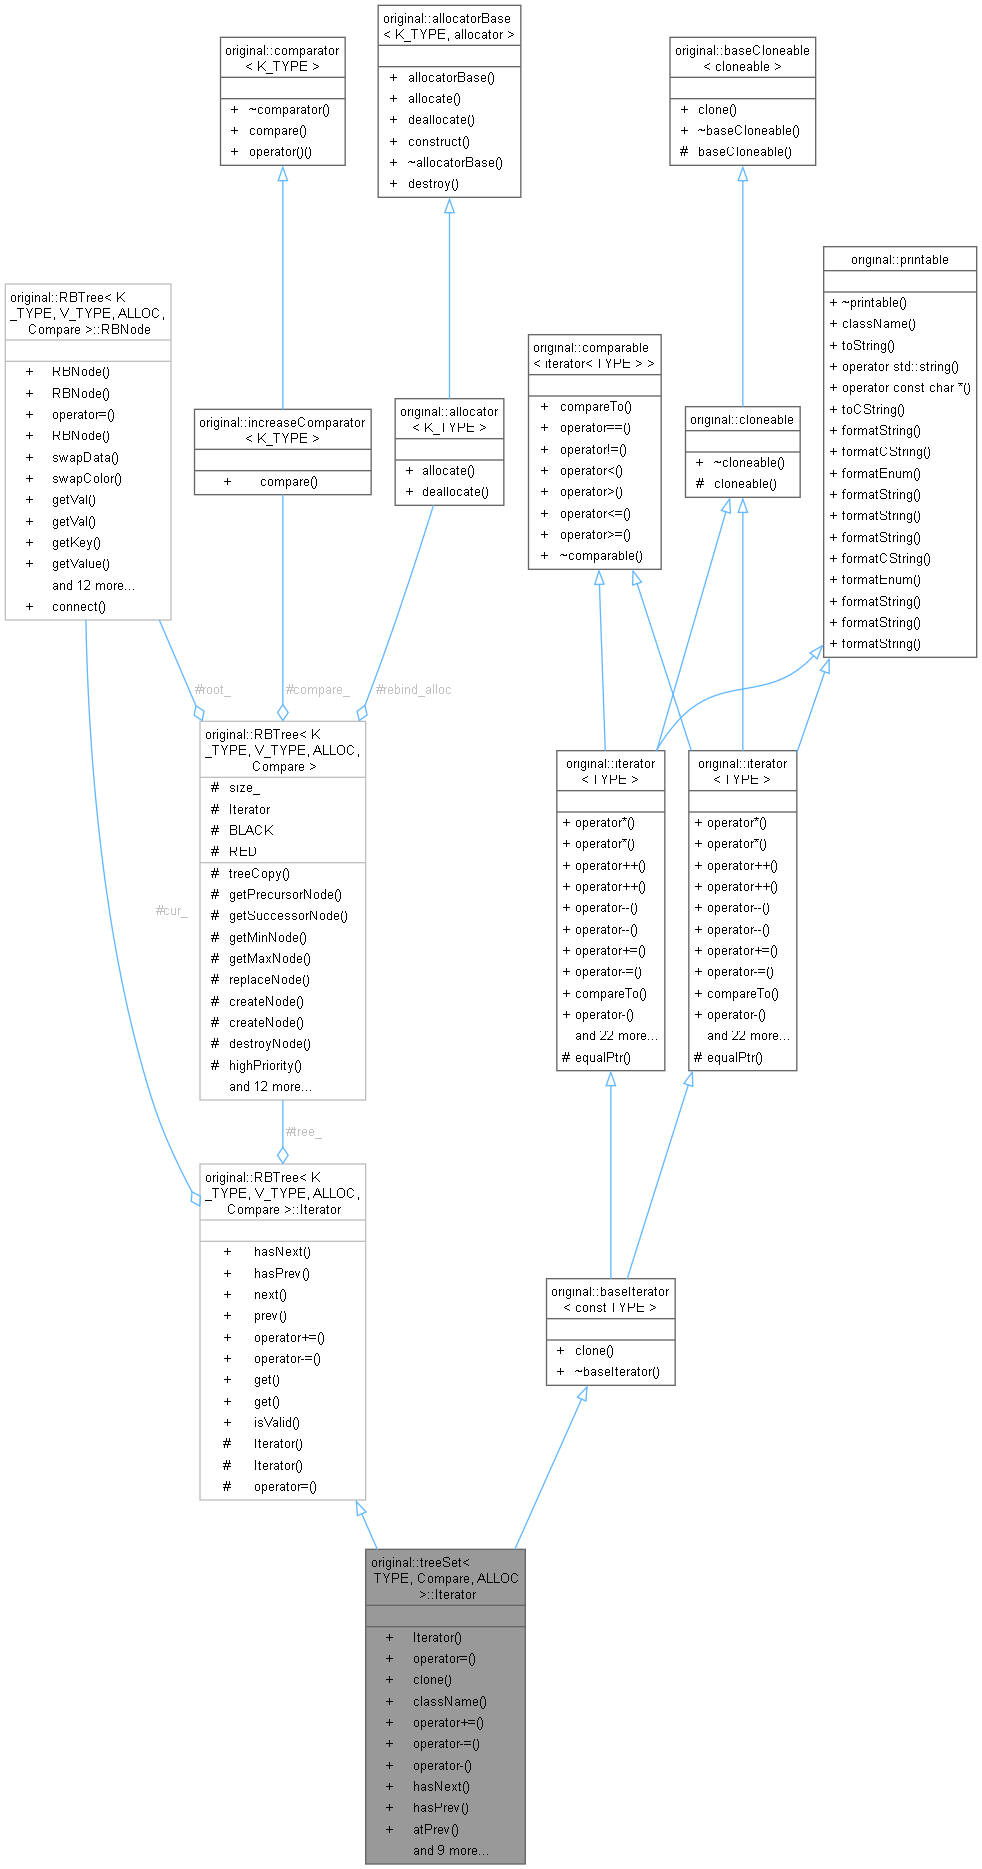 original::allocatorBase
< K_TYPE, allocator >
+ allocatorBase()
+ allocate()
+ deallocate()
+ construct()
+ ~allocatorBase()
+ destroy()
original::comparator
< K_TYPE >
+ ~comparator()
+ compare()
+ operator()()
original::baseCloneable
< cloneable >
+ clone()
+ ~baseCloneable()
# baseCloneable()
original::printable
+ ~printable()
+ className()
+ toString()
+ operator std::string()
+ operator const char *()
+ toCString()
+ formatString()
+ formatCString()
+ formatEnum()
+ formatString()
+ formatString()
+ formatString()
+ formatCString()
+ formatEnum()
+ formatString()
+ formatString()
+ formatString()
original::RBTree< K
_TYPE, V_TYPE, ALLOC,
Compare >::RBNode
+ RBNode()
+ RBNode()
+ operator=()
+ RBNode()
+ swapData()
+ swapColor()
+ getVal()
+ getVal()
+ getKey()
+ getValue()
and 12 more...
+ connect()
original::comparable
< iterator< TYPE > >
+ compareTo()
+ operator==()
+ operator!=()
+ operator<()
+ operator>()
+ operator<=()
+ operator>=()
+ ~comparable()
original::increaseComparator
< K_TYPE >
+ compare()
original::allocator
< K_TYPE >
+ allocate()
+ deallocate()
original::cloneable
+ ~cloneable()
# cloneable()
#root_
#compare_
#rebind_alloc
original::RBTree< K
_TYPE, V_TYPE, ALLOC,
Compare >
# size_
# Iterator
# BLACK
# RED
# treeCopy()
# getPrecursorNode()
# getSuccessorNode()
# getMinNode()
# getMaxNode()
# replaceNode()
# createNode()
# createNode()
# destroyNode()
# highPriority()
and 12 more...
#cur_
original::iterator
< TYPE >
+ operator*()
+ operator*()
+ operator++()
+ operator++()
+ operator--()
+ operator--()
+ operator+=()
+ operator-=()
+ compareTo()
+ operator-()
and 22 more...
# equalPtr()
original::iterator
< TYPE >
+ operator*()
+ operator*()
+ operator++()
+ operator++()
+ operator--()
+ operator--()
+ operator+=()
+ operator-=()
+ compareTo()
+ operator-()
and 22 more...
# equalPtr()
#tree_
original::RBTree< K
_TYPE, V_TYPE, ALLOC,
Compare >::Iterator
+ hasNext()
+ hasPrev()
+ next()
+ prev()
+ operator+=()
+ operator-=()
+ get()
+ get()
+ isValid()
# Iterator()
# Iterator()
# operator=()
original::baseIterator
< const TYPE >
+ clone()
+ ~baseIterator()
original::treeSet<
TYPE, Compare, ALLOC
>::Iterator
+ Iterator()
+ operator=()
+ clone()
+ className()
+ operator+=()
+ operator-=()
+ operator-()
+ hasNext()
+ hasPrev()
+ atPrev()
and 9 more...